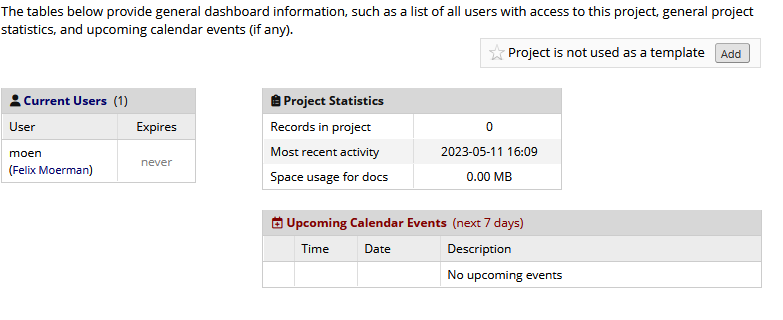 The tables below provide general dashboard information, such as a list of all users with access to this project, general project
statistics, and upcoming calendar events (if any).
Project is not used as a template Add
Current Users (1)
User Expires
moen
(Felix Moerman)
never
Project Statistics
Records in project 0
Most recent activity 2023-05-11 16:09
Space usage for docs 0.00 MB
Upcoming Calendar Events (next 7 days)
Time Date Description
No upcoming events